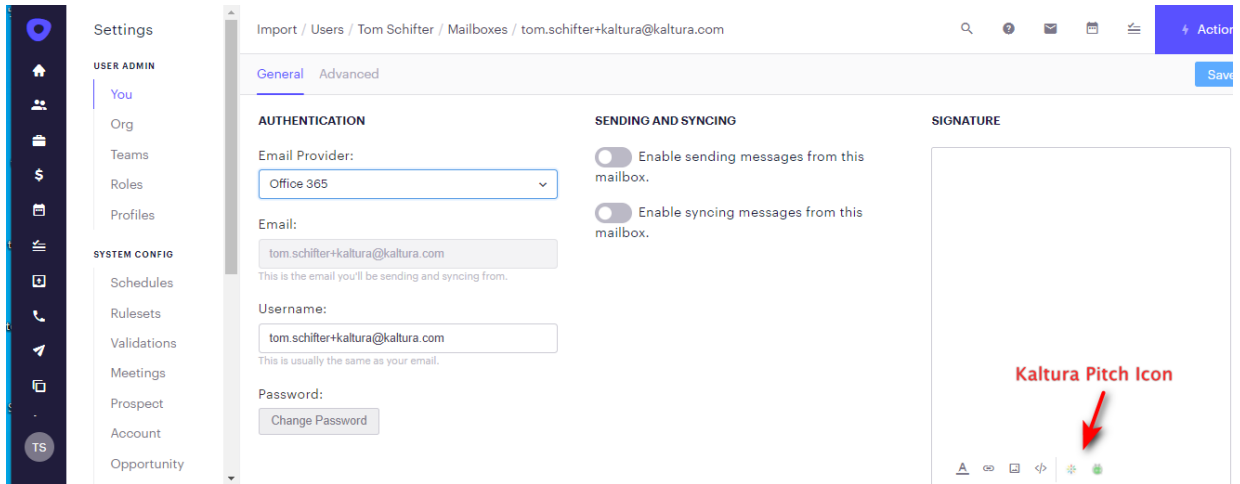 Settings
Import / Users / Tom Schifter / Mailboxes / tom.schifter+kaltura@kaltura.com
Action
USER ADMIN
You
Org
Teams
Roles
Profiles
SYSTEM CONFIG
Schedules
Rulesets
Validations
Meetings
Prospect
Account
Opportunity
TS
General Advanced
Save
AUTHENTICATION
Email Provider:
Office 365
Email:
tom.schifter+kaltura@kaltura.com
This is the email you'll be sending and syncing from.
Username:
tom.schifter+kaltura@kaltura.com
This is usually the same as your email.
Password:
Change Password
SENDING AND SYNCING
Enable sending messages from this
mailbox.
Enable syncing messages from this
mailbox.
SIGNATURE
Kaltura Pitch Icon
A